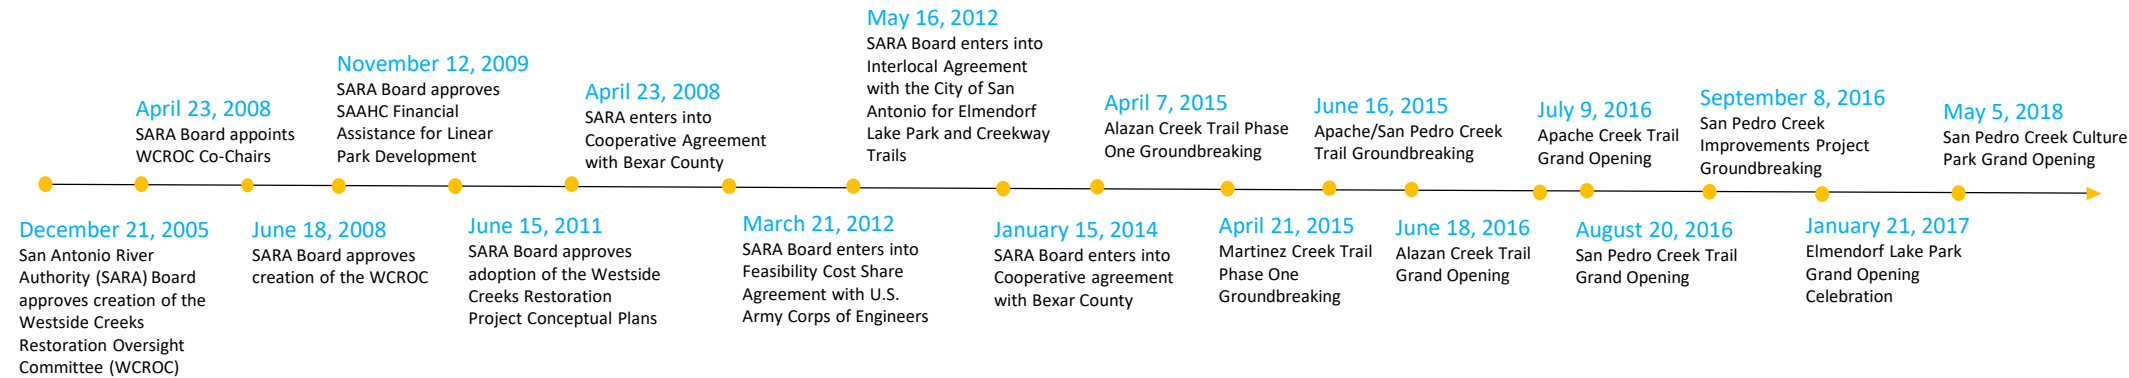 December 21, 2005
San Antonio River
Authority (SARA) Board
approves creation of the
Westside Creeks
Restoration Oversight
Committee (WCROC)
April 23, 2008
SARA Board appoints
WCROC Co-Chairs
June 18, 2008
SARA Board approves
creation of the WCROC
November 12, 2009
SARA Board approves
SAAHC Financial
Assistance for Linear
Park Development
June 15, 2011
SARA Board approves
adoption of the Westside
Creeks Restoration
Project Conceptual Plans
April 23, 2008
SARA enters into
Cooperative Agreement
with Bexar County
March 21, 2012
SARA Board enters into
Feasibility Cost Share
Agreement with U.S.
Army Corps of Engineers
May 16, 2012
SARA Board enters into
Interlocal Agreement
with the City of San
Antonio for Elmendorf
Lake Park and Creekway
Trails
January 15, 2014
SARA Board enters into
Cooperative agreement
with Bexar County
April 7, 2015
Alazan Creek Trail Phase
One Groundbreaking
April 21, 2015
Martinez Creek Trail
Phase One
Groundbreaking
June 16, 2015
Apache/San Pedro Creek
Trail Groundbreaking
June 18, 2016
Alazan Creek Trail
Grand Opening
July 9, 2016
Apache Creek Trail
Grand Opening
August 20, 2016
San Pedro Creek Trail
Grand Opening
September 8, 2016
San Pedro Creek
Improvements Project
Groundbreaking
January 21, 2017
Elmendorf Lake Park
Grand Opening
Celebration
May 5, 2018
San Pedro Creek Culture
Park Grand Opening